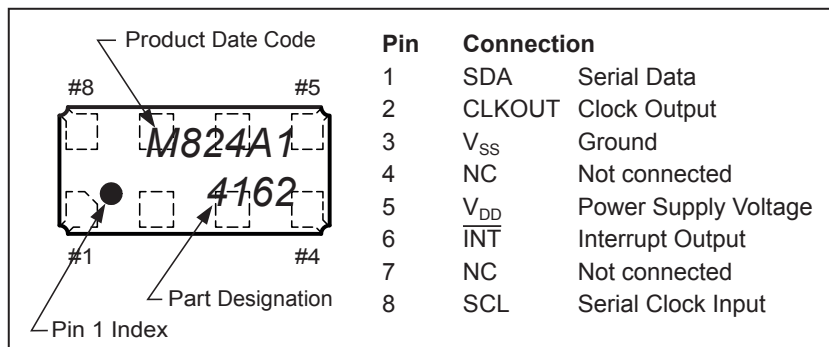 Product Date Code
#8
#5
M824A1
4162
#1
#4
Part Designation
Pin 1 Index
Pin Connection
1 SDA Serial Data
2 CLKOUT Clock Output
3 VSS Ground
4 NC Not connected
5 VDD Power Supply Voltage
6 INT Interrupt Output
7 NC Not connected
8 SCL Serial Clock Input